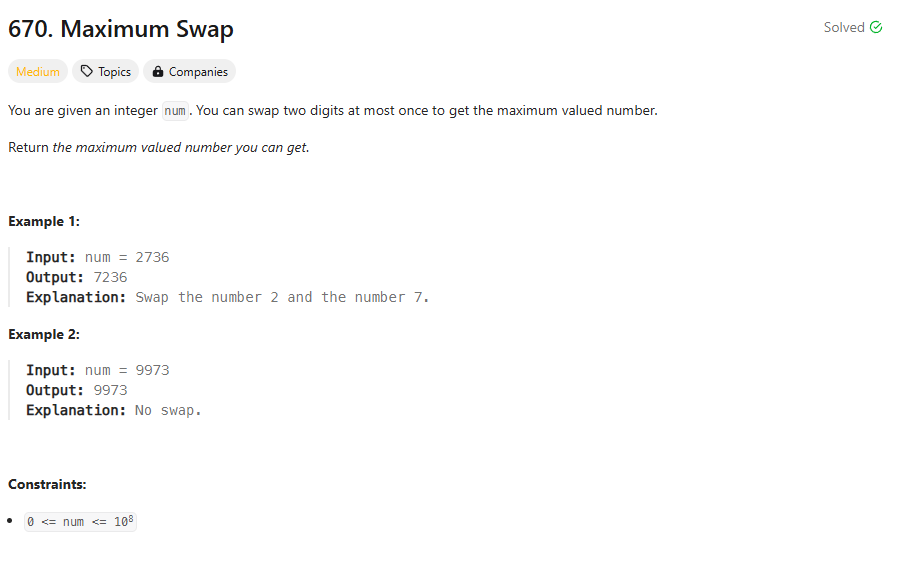 670. Maximum Swap
Solved
Medium Topics Companies
You are given an integer num. You can swap two digits at most once to get the maximum valued number.
Return the maximum valued number you can get.
Example 1:
Input: num = 2736
Output: 7236
Explanation: Swap the number 2 and the number 7.
Example 2:
Input: num = 9973
Output: 9973
Explanation: No swap.
Constraints:
• 0 <= num <= 10⁸